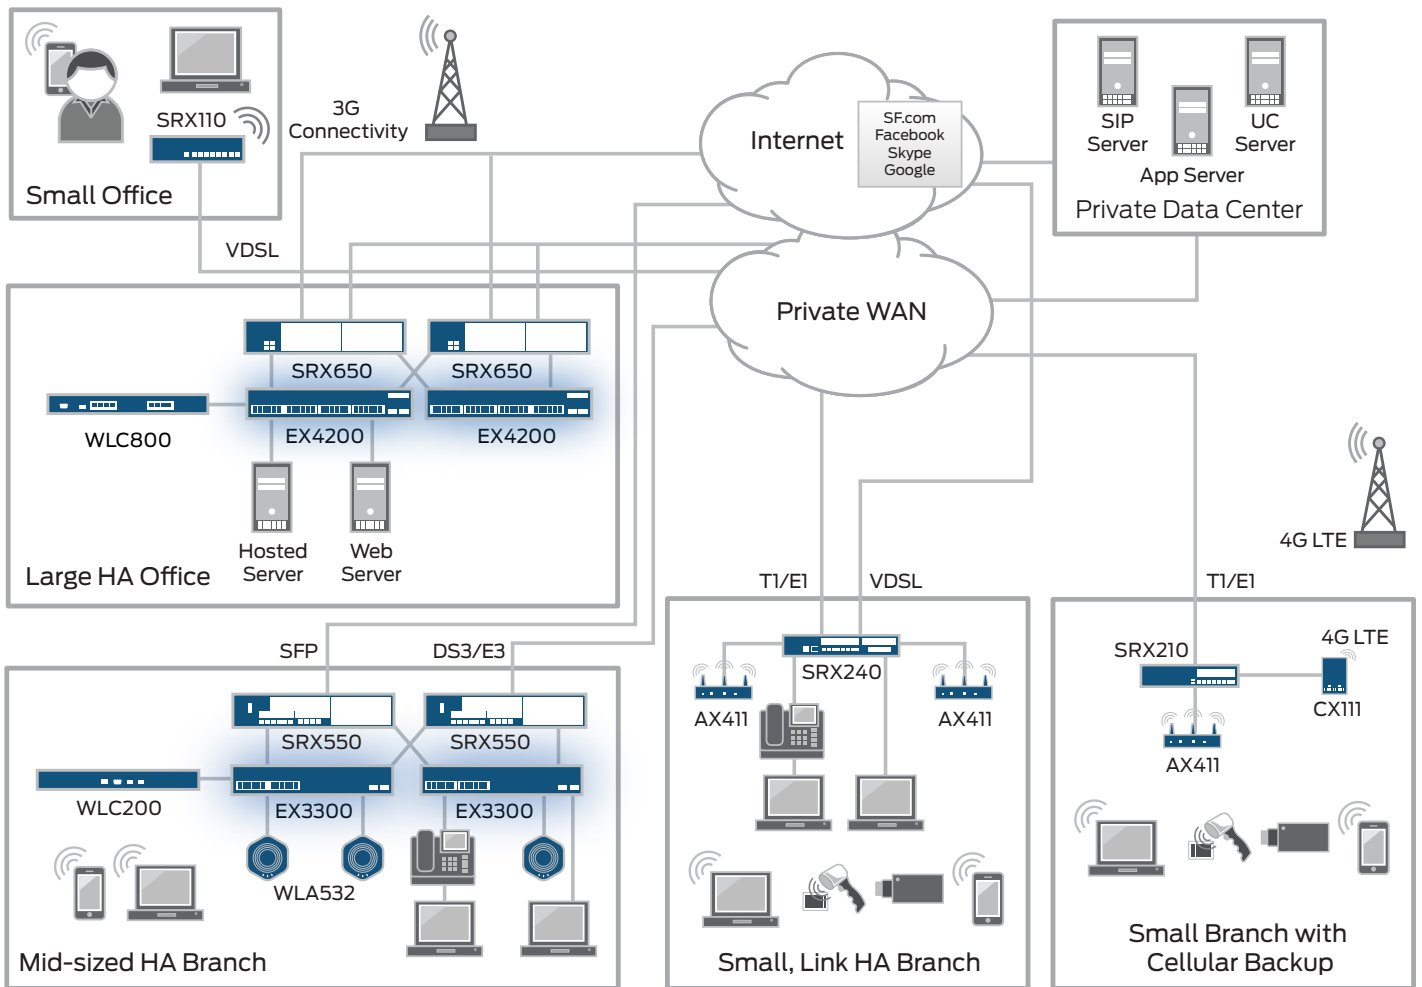 SRX110
Small Office
3G
Connectivity
VDSL
Internet
SF.com
Facebook
Skype
Google
Private WAN
SIP
Server
UC
Server
App Server
Private Data Center
SRX650
SRX650
WLC800
EX4200
EX4200
Hosted
Server
Web
Server
Large HA Office
SFP
DS3/E3
SRX550
SRX550
WLC200
EX3300
EX3300
WLA532
Mid-sized HA Branch
T1/E1
VDSL
SRX240
AX411
AX411
Small, Link HA Branch
4G LTE
T1/E1
SRX210
4G LTE
CX111
AX411
Small Branch with
Cellular Backup